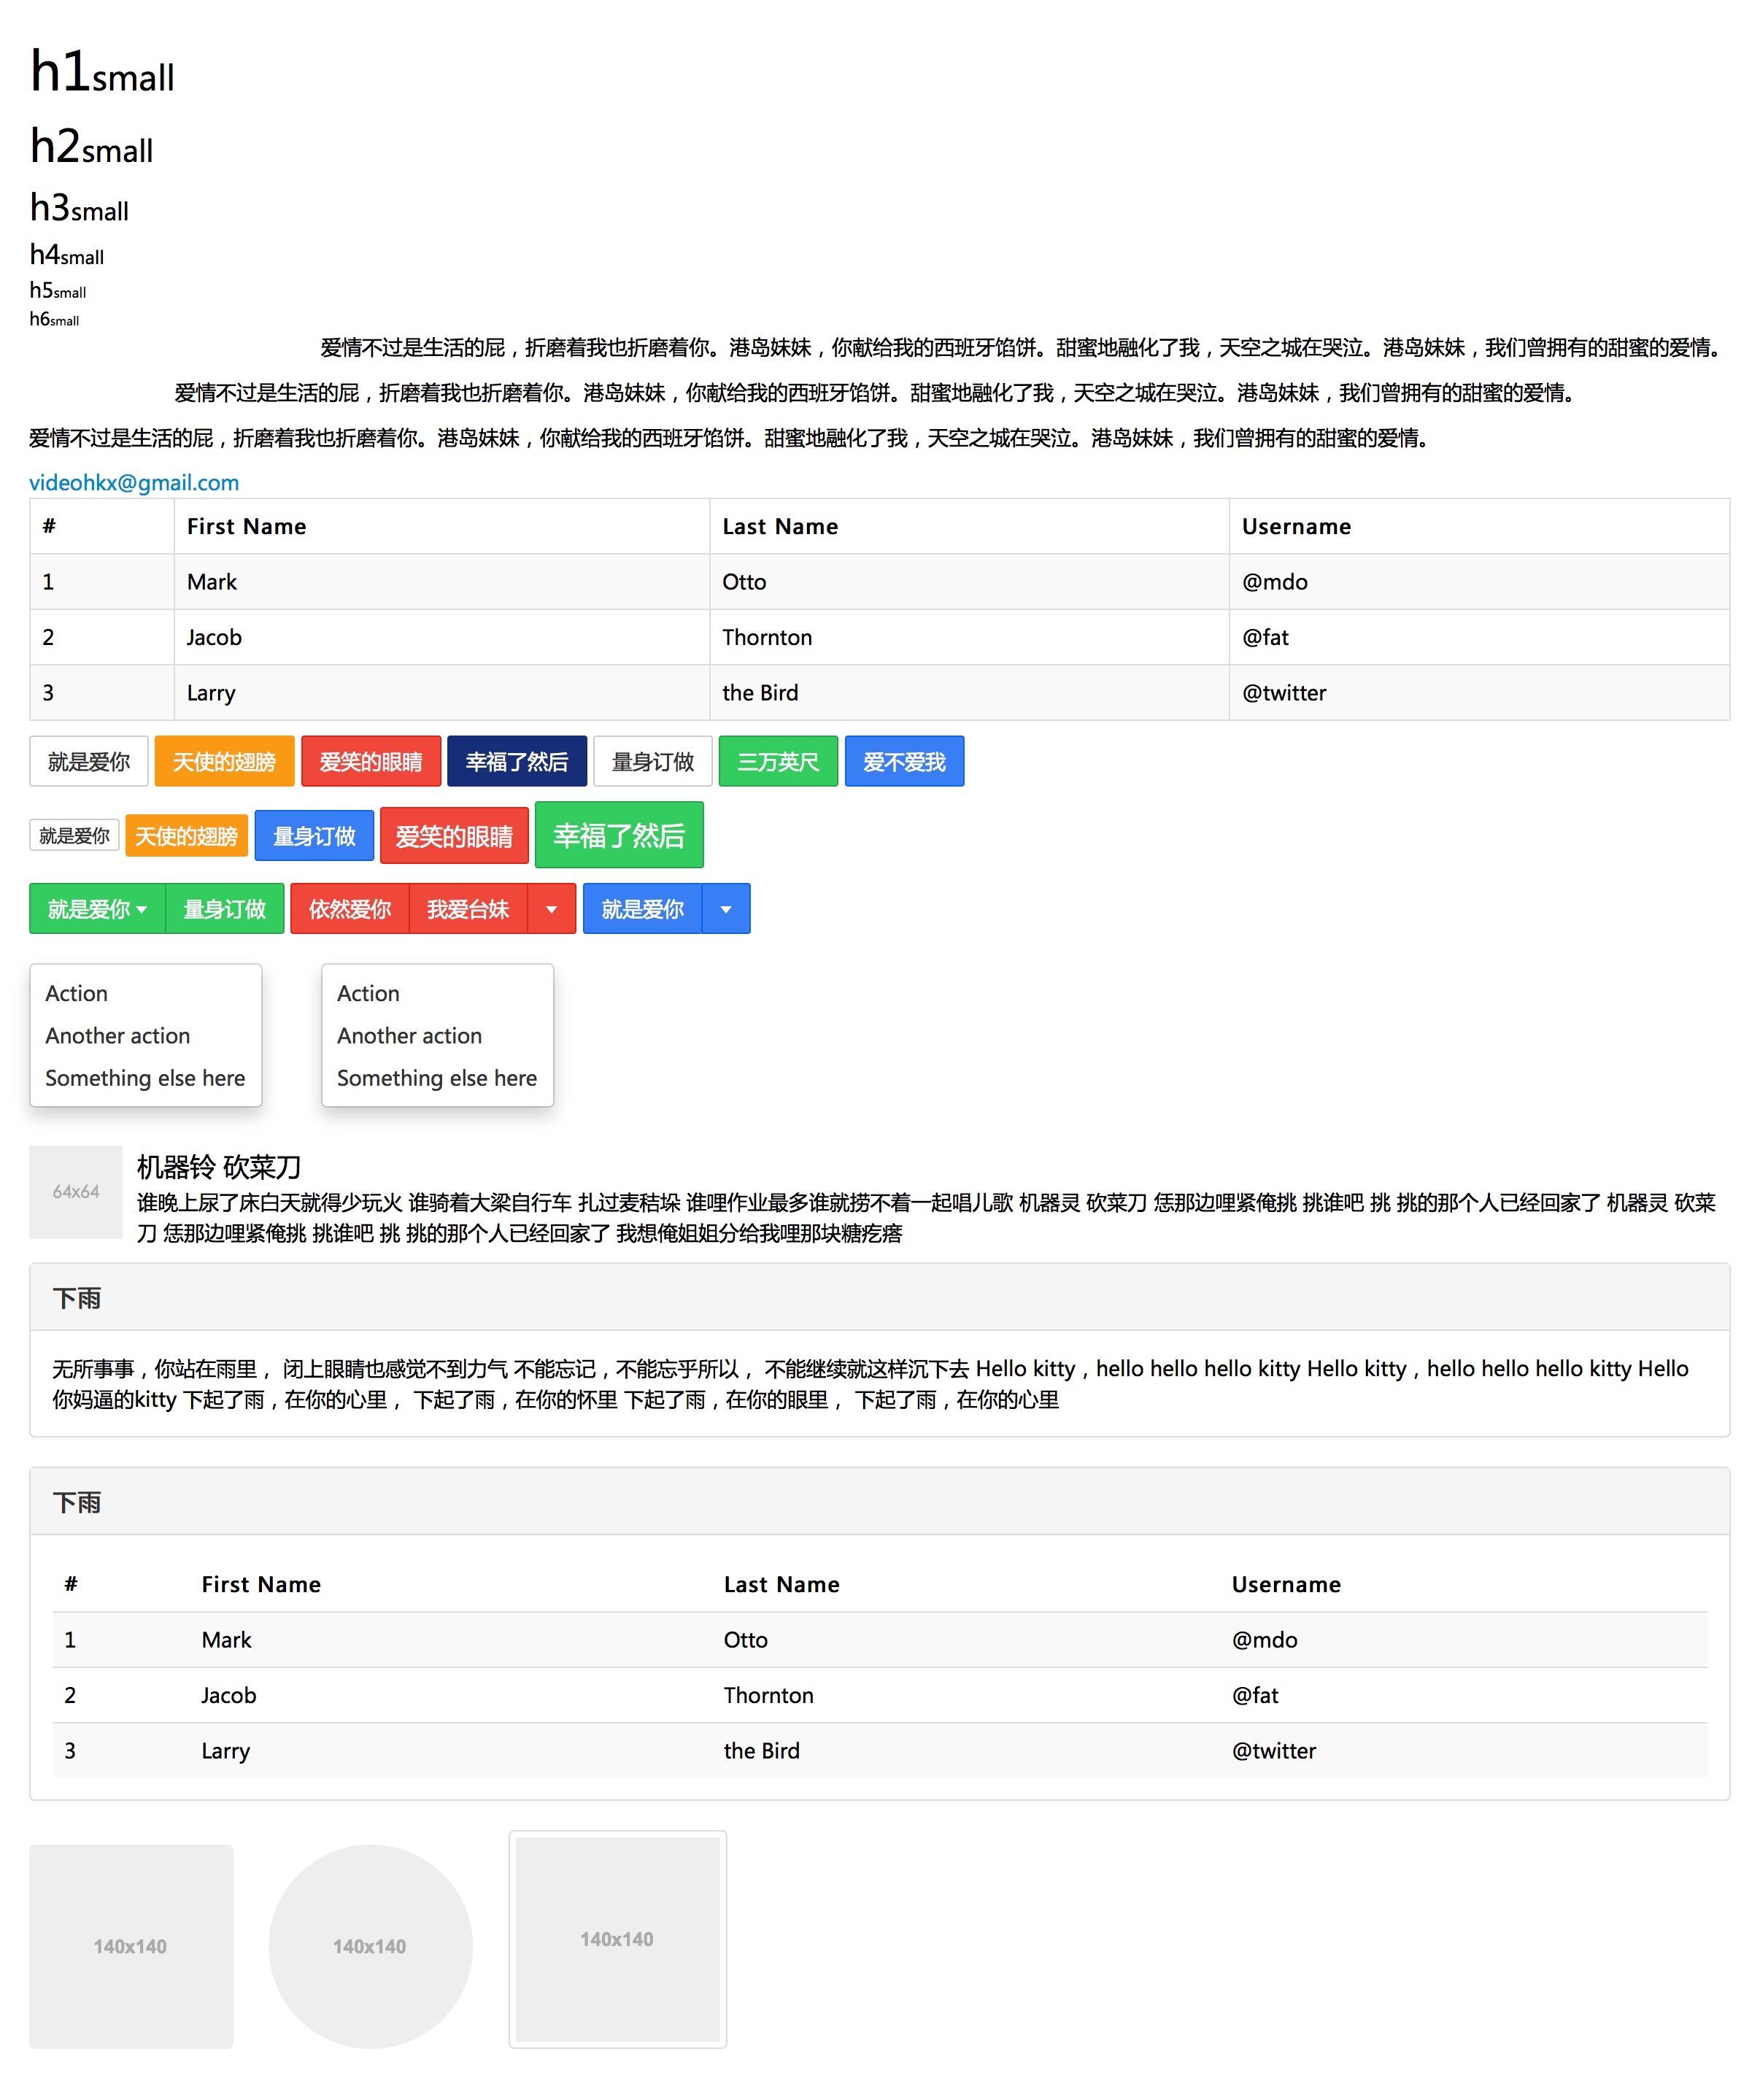 h1small
h2small
h3small
h4small
h5small
h6small
爱情不过是生活的屁，折磨着我也折磨着你。港岛妹妹，你献给我的西班牙馅饼。甜蜜地融化了我，天空之城在哭泣。港岛妹妹，我们曾拥有的甜蜜的爱情。
爱情不过是生活的屁，折磨着我也折磨着你。港岛妹妹，你献给我的西班牙馅饼。甜蜜地融化了我，天空之城在哭泣。港岛妹妹，我们曾拥有的甜蜜的爱情。
爱情不过是生活的屁，折磨着我也折磨着你。港岛妹妹，你献给我的西班牙馅饼。甜蜜地融化了我，天空之城在哭泣。港岛妹妹，我们曾拥有的甜蜜的爱情。
videohkx@gmail.com
# First Name Last Name Username
1 Mark Otto @mdo
2 Jacob Thornton @fat
3 Larry the Bird @twitter
就是爱你 天使的翅膀 爱笑的眼睛 幸福了然后 量身订做 三万英尺 爱不爱我
就是爱你 天使的翅膀 量身订做 爱笑的眼睛 幸福了然后
就是爱你 量身订做 依然爱你 我爱台妹 就是爱你
Action Action
Another action Another action
Something else here Something else here
64x64
机器铃 砍菜刀
谁晚上尿了床白天就得少玩火 谁骑着大梁自行车 扎过麦秸垛 谁哩作业最多谁就捞不着一起唱儿歌 机器灵 砍菜刀 恁那边哩紧俺挑 挑谁吧 挑 挑的那个人已经回家了 机器灵 砍菜
刀 恁那边哩紧俺挑 挑谁吧 挑 挑的那个人已经回家了 我想俺姐姐分给我哩那块糖疙瘩
下雨
无所事事，你站在雨里， 闭上眼睛也感觉不到力气 不能忘记，不能忘乎所以， 不能继续就这样沉下去 Hello kitty，hello hello hello kitty Hello kitty，hello hello hello kitty Hello
你妈逼的kitty 下起了雨，在你的心里， 下起了雨，在你的怀里 下起了雨，在你的眼里， 下起了雨，在你的心里
下雨
# First Name Last Name Username
1 Mark Otto @mdo
2 Jacob Thornton @fat
3 Larry the Bird @twitter
140x140 140x140 140x140